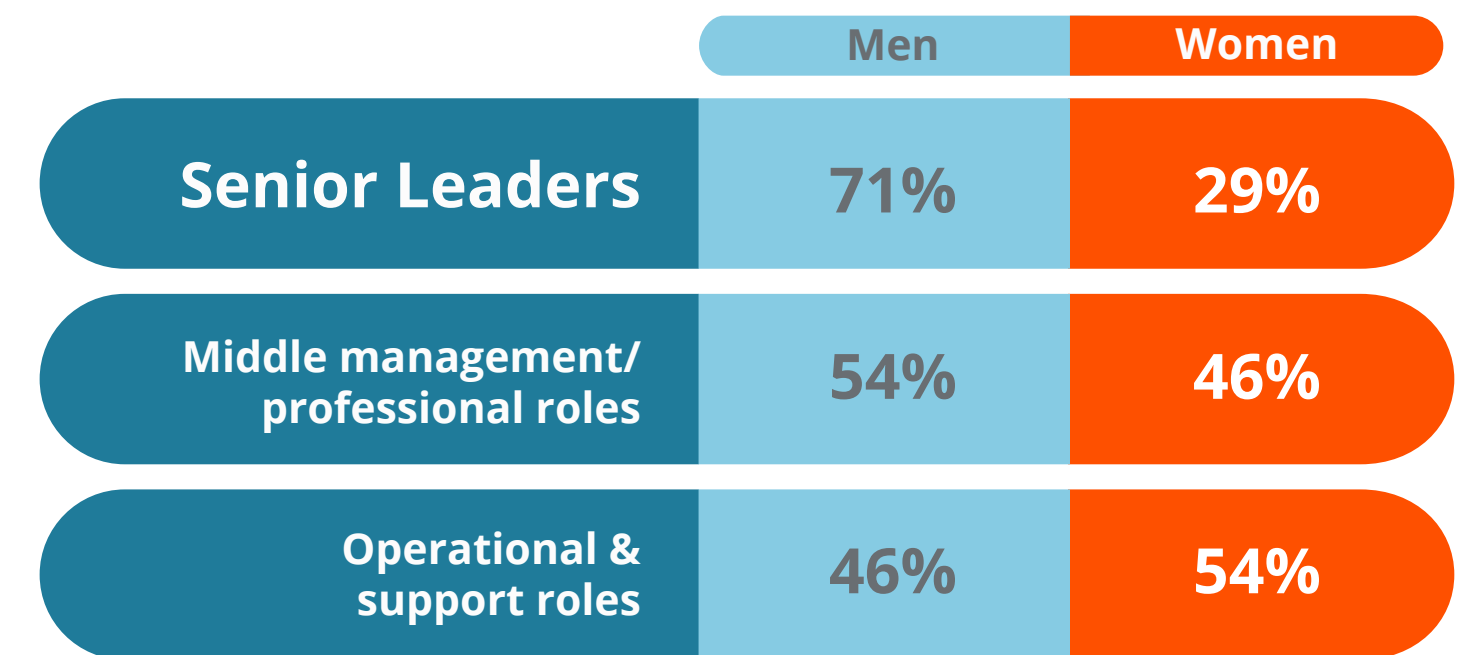 Men Women
Senior Leaders 71% 29%
Middle management/
professional roles 54% 46%
Operational &
support roles 46% 54%